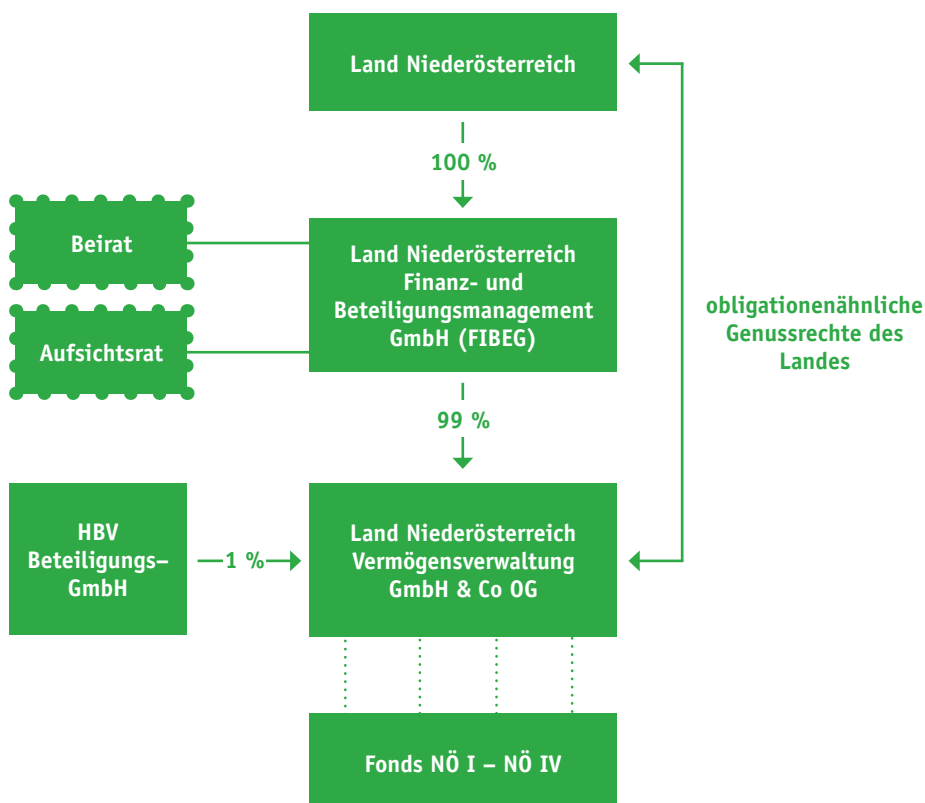 Land Niederösterreich
100 %
Beirat
Land Niederösterreich
Finanz- und
Beteiligungsmanagement
GmbH (FIBEG)
Aufsichtsrat
obligationenähnliche
Genussrechte des
Landes
99 %
HBV
Beteiligungs–
GmbH
1 %
Land Niederösterreich
Vermögensverwaltung
GmbH & Co OG
Fonds NÖ I – NÖ IV